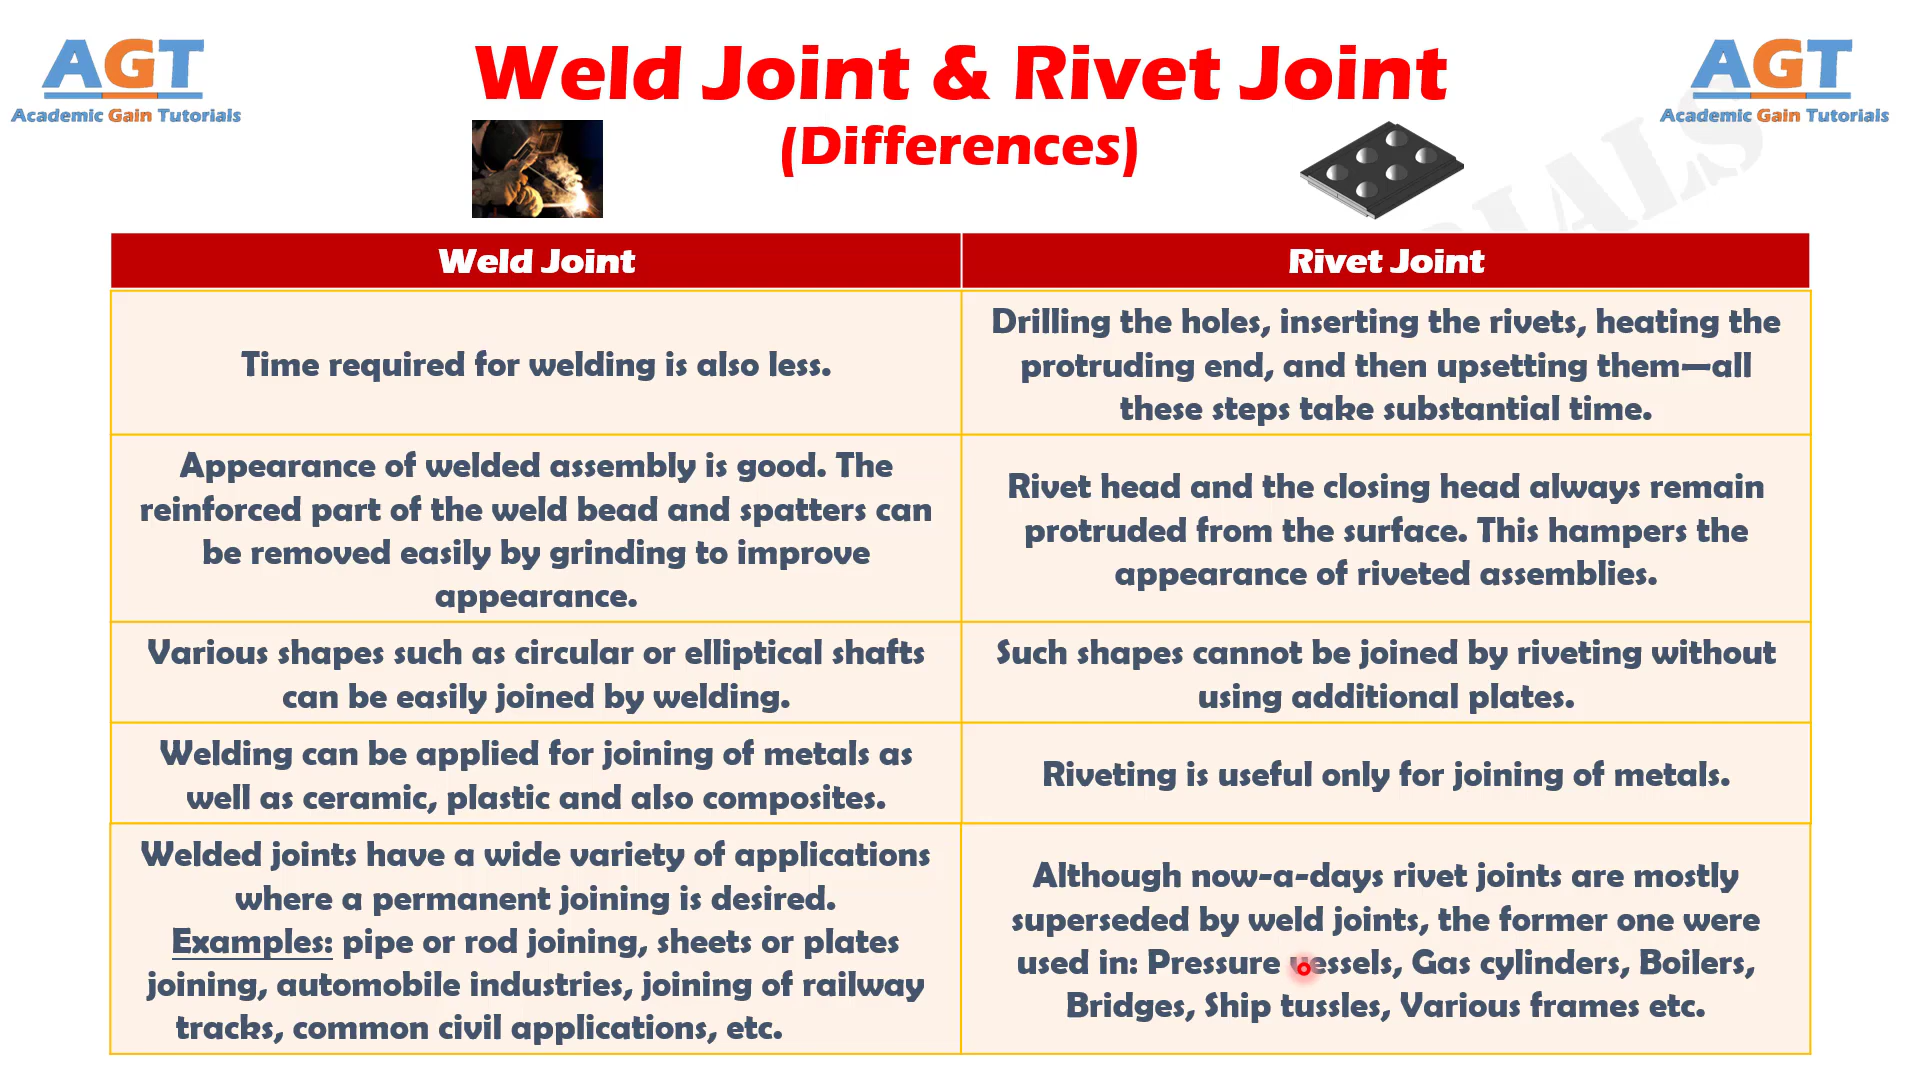 AGT
Academic Gain Tutorials
Weld Joint & Rivet Joint
(Differences)
AGT
Academic Gain Tutorials
Weld Joint
Rivet Joint
Time required for welding is also less.
Drilling the holes, inserting the rivets, heating the
protruding end, and then upsetting them—all
these steps take substantial time.
Appearance of welded assembly is good. The
reinforced part of the weld bead and spatters can
be removed easily by grinding to improve
appearance.
Rivet head and the closing head always remain
protruded from the surface. This hampers the
appearance of riveted assemblies.
Various shapes such as circular or elliptical shafts
can be easily joined by welding.
Such shapes cannot be joined by riveting without
using additional plates.
Welding can be applied for joining of metals as
well as ceramic, plastic and also composites.
Riveting is useful only for joining of metals.
Welded joints have a wide variety of applications
where a permanent joining is desired.
Examples: pipe or rod joining, sheets or plates
joining, automobile industries, joining of railway
tracks, common civil applications, etc.
Although now-a-days rivet joints are mostly
superseded by weld joints, the former one were
used in: Pressure vessels, Gas cylinders, Boilers,
Bridges, Ship tussles, Various frames etc.